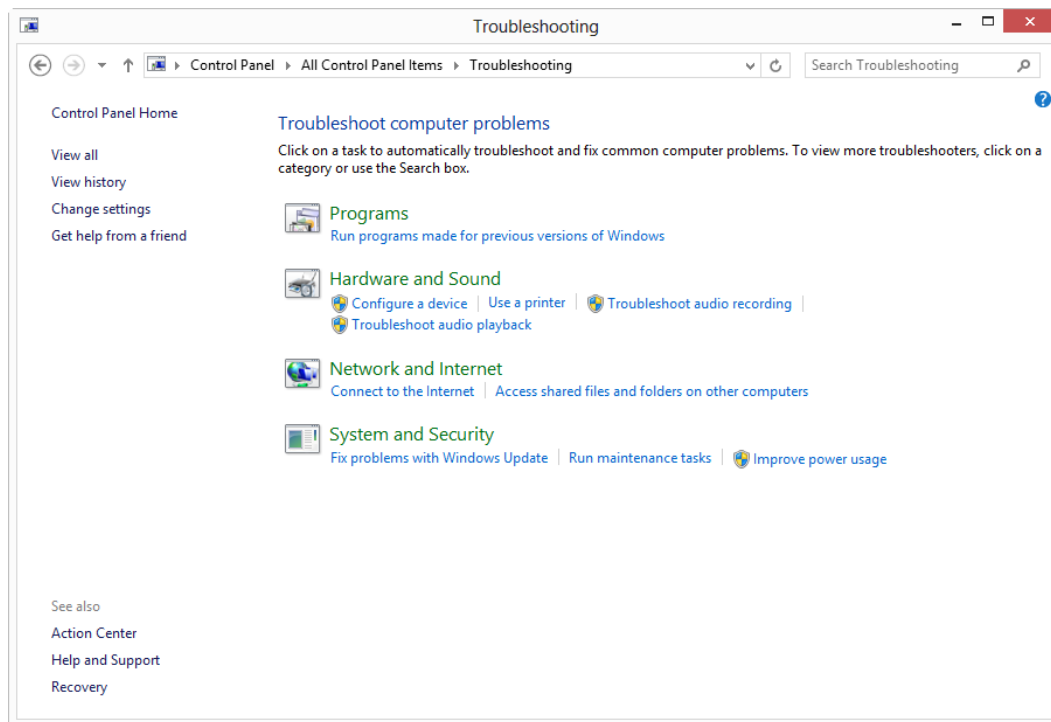 Troubleshooting
Control Panel All Control Panel Items Troubleshooting
Search Troubleshooting
Control Panel Home
View all
View history
Change settings
Get help from a friend
Troubleshoot computer problems
Click on a task to automatically troubleshoot and fix common computer problems. To view more troubleshooters, click on a
category or use the Search box.
Programs
Run programs made for previous versions of Windows
Hardware and Sound
Configure a device Use a printer Troubleshoot audio recording
Troubleshoot audio playback
Network and Internet
Connect to the Internet Access shared files and folders on other computers
System and Security
Fix problems with Windows Update Run maintenance tasks Improve power usage
See also
Action Center
Help and Support
Recovery